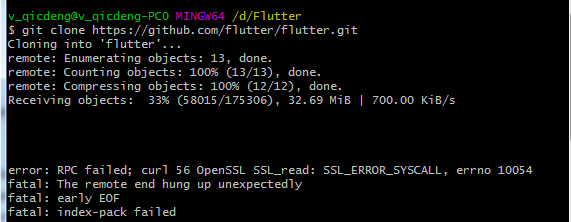 v_qicdeng@v_qicdeng-PC0 MINGW64 /d/Flutter
$ git clone https://github.com/flutter/flutter.git
Cloning into 'flutter'...
remote: Enumerating objects: 13, done.
remote: Counting objects: 100% (13/13), done.
remote: Compressing objects: 100% (12/12), done.
Receiving objects:  33% (58015/175306), 32.69 MiB | 700.00 KiB/s
error: RPC failed; curl 56 OpenSSL SSL_read: SSL_ERROR_SYSCALL, errno 10054
fatal: The remote end hung up unexpectedly
fatal: early EOF
fatal: index-pack failed